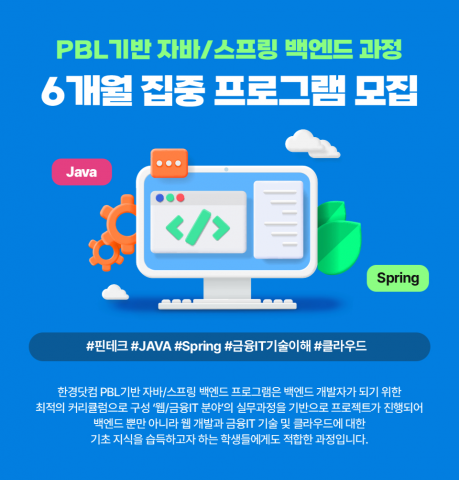 PBL기반 자바/스프링 백엔드 과정
6개월 집중 프로그램 모집
Java
Spring
#핀테크 #JAVA #Spring #금융IT기술이해 #클라우드
한경닷컴 PBL기반 자바/스프링 백엔드 프로그램은 백엔드 개발자가 되기 위한
최적의 커리큘럼으로 구성 '웹/금융IT 분야'의 실무과정을 기반으로 프로젝트가 진행되어
백엔드 뿐만 아니라 웹 개발과 금융IT 기술 및 클라우드에 대한
기초 지식을 습득하고자 하는 학생들에게도 적합한 과정입니다.